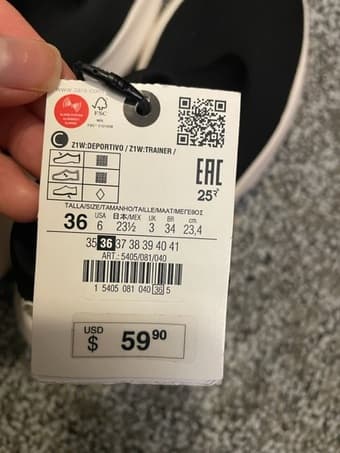 FSC
Z1W:DEPORTIVO / Z1W:TRAINER /
EAC
25
TALLA/SIZE/TAMANHO/TAILLE/MAAT/ΜΕΓΕΘΟΣ
36 USA 6 日本/MEX 23½ UK 3 BR 34 cm 23,4
35 36 37 38 39 40 41
ART.: 5405/081/040
1 5405 081 040 36 5
USD $ 59 90